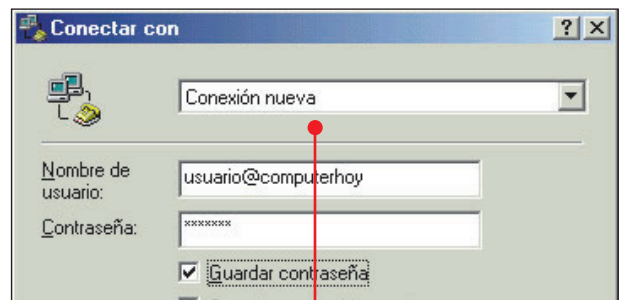 Conectar con
Conexión nueva
Nombre de
usuario:
usuario@computerhoy
Contraseña:
×××××××
Guardar contraseña